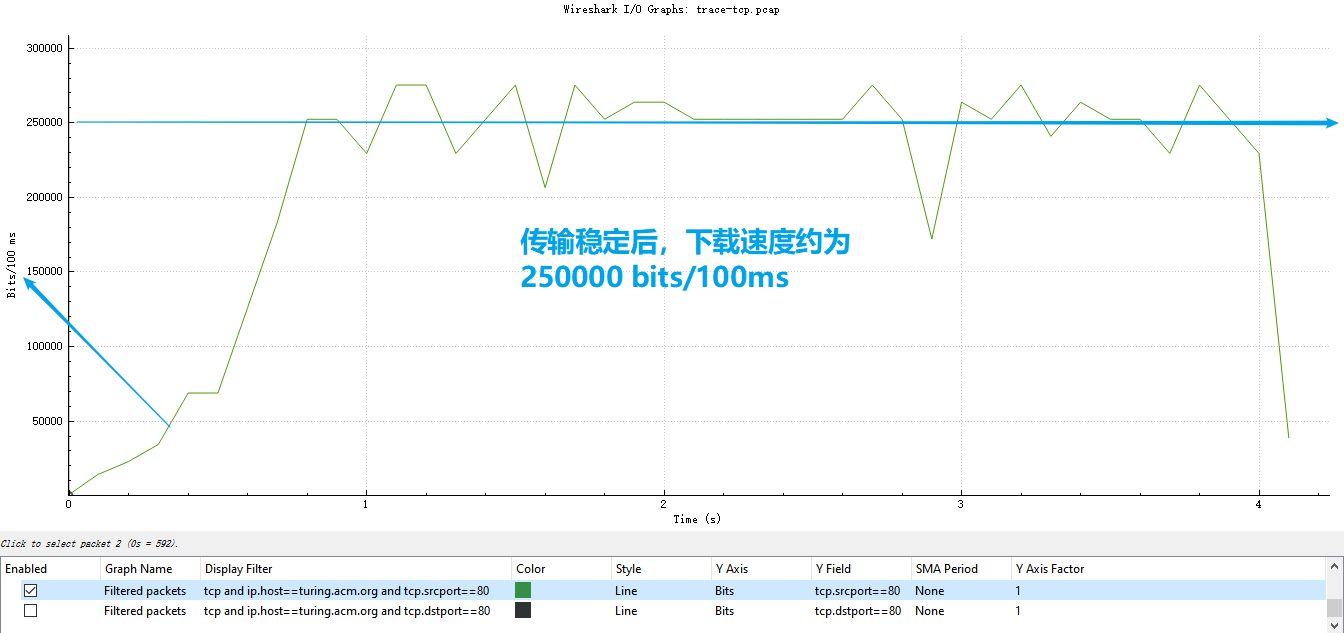 Wireshark I/O Graphs: trace-tcp.pcap
300000
250000
200000
150000
100000
50000
Bits/100 ms
传输稳定后，下载速度约为
250000 bits/100ms
0 1 2 3 4
Time (s)
Click to select packet 2 (0s = 592).
Enabled Graph Name Display Filter Color Style Y Axis Y Field SMA Period Y Axis Factor
Filtered packets tcp and ip.host==turing.acm.org and tcp.srcport==80 Line Bits tcp.srcport==80 None 1
Filtered packets tcp and ip.host==turing.acm.org and tcp.dstport==80 Line Bits tcp.dstport==80 None 1